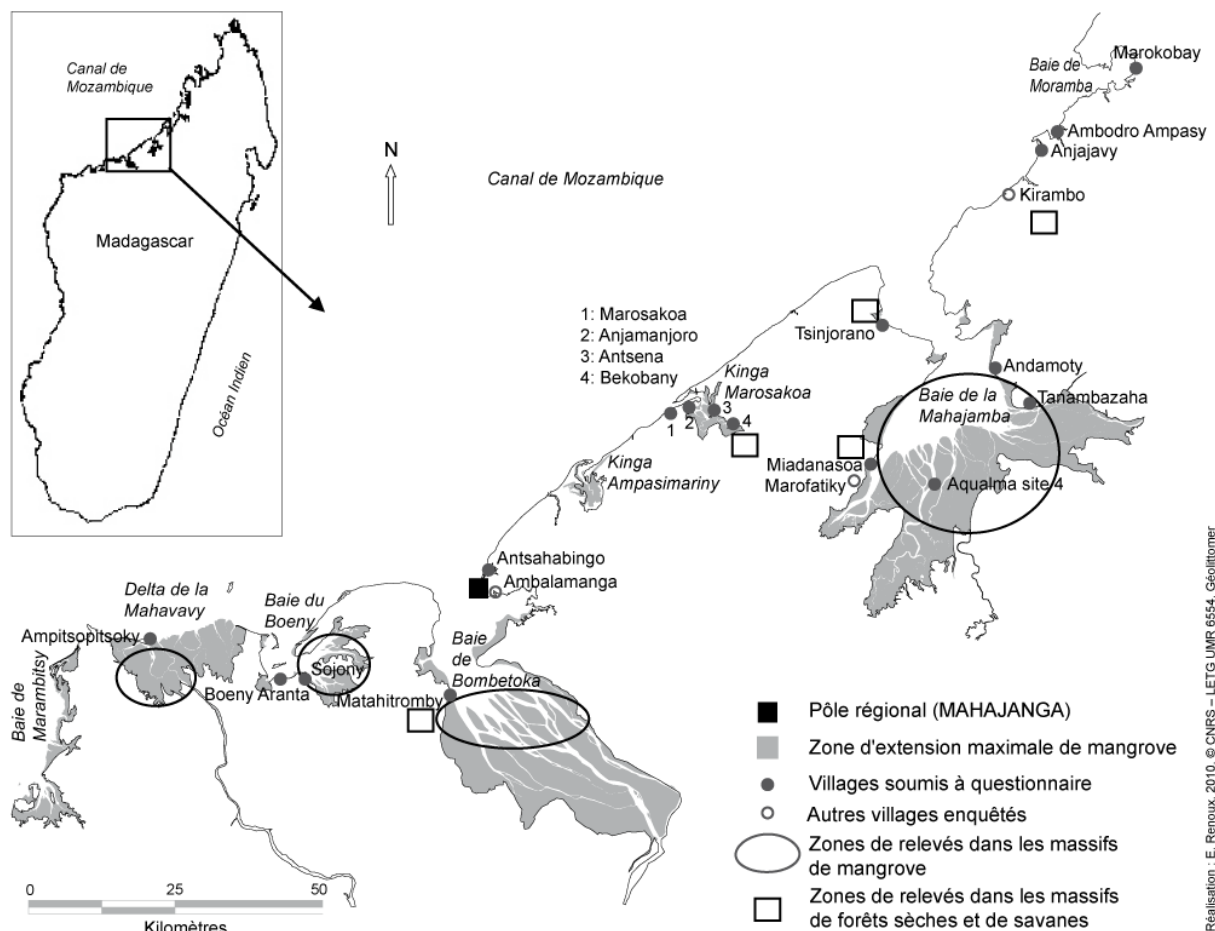 Canal de
Mozambique
Madagascar
Océan Indien
N
Canal de Mozambique
Baie de
Moramba
Marokobay
Ambodro Ampasy
Anjajavy
Kirambo
1: Marosakoa
2: Anjamanjoro
3: Antsena
4: Bekobany
Tsinjorano
Kinga
Marosakoa
1
2
3
4
Andamoty
Tanambazaha
Baie de la
Mahajamba
Miadanasoa
Marofatiky
Aqualma site 4
Kinga
Ampasimariny
Antsahabingo
Ambalamanga
Delta de la
Mahavavy
Baie du
Boeny
Ampitsopitsoky
Baie de
Marambitsy
Boeny Aranta
Sojony
Baie
de
Bombetoka
Matahitromby
Pôle régional (MAHAJANGA)
Zone d'extension maximale de mangrove
Villages soumis à questionnaire
Autres villages enquêtés
Zones de relevés dans les massifs
de mangrove
Zones de relevés dans les massifs
de forêts sèches et de savanes
0 25 50
Kilomètres
Réalisation : E. Renoux, 2010. © CNRS – LETG UMR 6554, Géolittomer